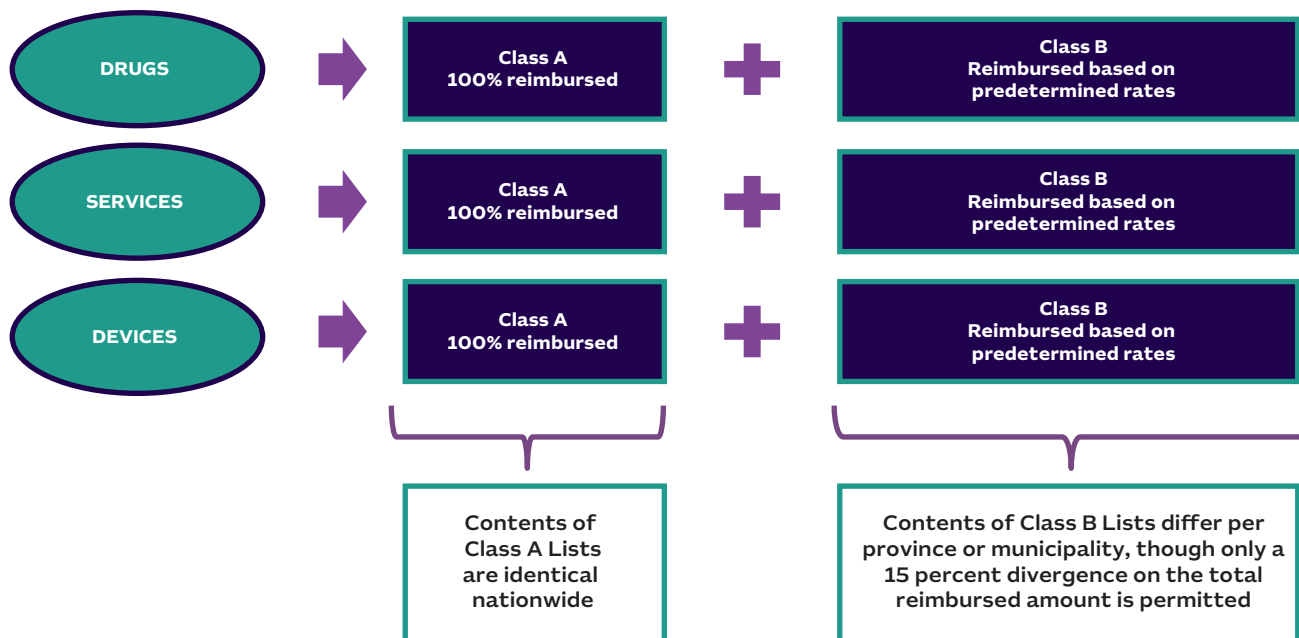 DRUGS
Class A
100% reimbursed
Class B
Reimbursed based on
predetermined rates
SERVICES
Class A
100% reimbursed
Class B
Reimbursed based on
predetermined rates
DEVICES
Class A
100% reimbursed
Class B
Reimbursed based on
predetermined rates
Contents of
Class A Lists
are identical
nationwide
Contents of Class B Lists differ per
province or municipality, though only a
15 percent divergence on the total
reimbursed amount is permitted